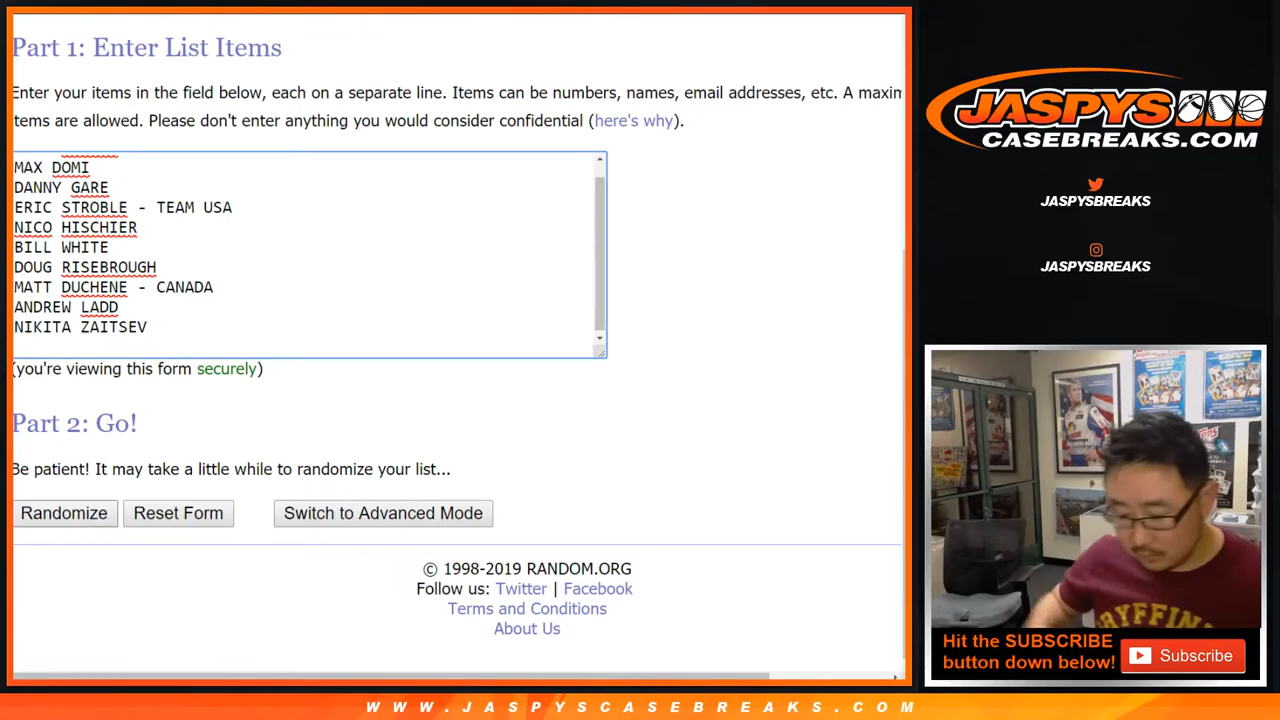 Part 1: Enter List Items
Enter your items in the field below, each on a separate line. Items can be numbers, names, email addresses, etc. A maxim
tems are allowed. Please don't enter anything you would consider confidential (here's why).
MAX DOMI
DANNY GARE
ERIC STROBLE - TEAM USA
NICO HISCHIER
BILL WHITE
DOUG RISEBROUGH
MATT DUCHENE - CANADA
ANDREW LADD
NIKITA ZAITSEV
(you're viewing this form securely)
Part 2: Go!
Be patient! It may take a little while to randomize your list...
Randomize Reset Form Switch to Advanced Mode
© 1998-2019 RANDOM.ORG
Follow us: Twitter | Facebook
Terms and Conditions
About Us
JASPYS
CASEBREAKS.COM
JASPYSBREAKS
JASPYSBREAKS
GRYFFIN
Hit the SUBSCRIBE
button down below!
Subscribe
WWW.JASPYSCASEBREAKS.COM